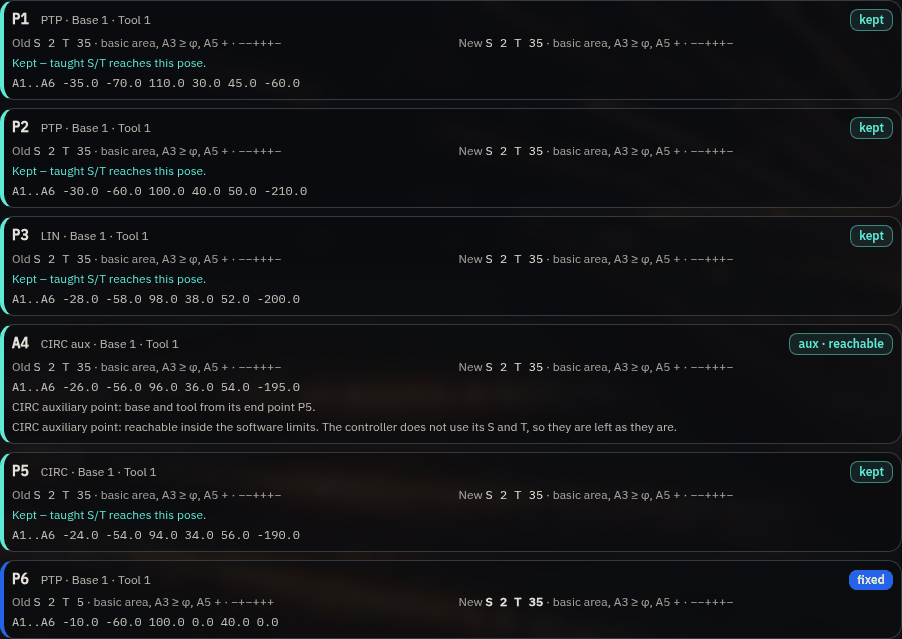 P1 PTP · Base 1 · Tool 1 kept
Old S 2 T 35 · basic area, A3 ≥ φ, A5 + · −−+++− New S 2 T 35 · basic area, A3 ≥ φ, A5 + · −−+++−
Kept – taught S/T reaches this pose.
A1..A6 -35.0 -70.0 110.0 30.0 45.0 -60.0
P2 PTP · Base 1 · Tool 1 kept
Old S 2 T 35 · basic area, A3 ≥ φ, A5 + · −−+++− New S 2 T 35 · basic area, A3 ≥ φ, A5 + · −−+++−
Kept – taught S/T reaches this pose.
A1..A6 -30.0 -60.0 100.0 40.0 50.0 -210.0
P3 LIN · Base 1 · Tool 1 kept
Old S 2 T 35 · basic area, A3 ≥ φ, A5 + · −−+++− New S 2 T 35 · basic area, A3 ≥ φ, A5 + · −−+++−
Kept – taught S/T reaches this pose.
A1..A6 -28.0 -58.0 98.0 38.0 52.0 -200.0
A4 CIRC aux · Base 1 · Tool 1 aux · reachable
Old S 2 T 35 · basic area, A3 ≥ φ, A5 + · −−+++− New S 2 T 35 · basic area, A3 ≥ φ, A5 + · −−+++−
A1..A6 -26.0 -56.0 96.0 36.0 54.0 -195.0
CIRC auxiliary point: base and tool from its end point P5.
CIRC auxiliary point: reachable inside the software limits. The controller does not use its S and T, so they are left as they are.
P5 CIRC · Base 1 · Tool 1 kept
Old S 2 T 35 · basic area, A3 ≥ φ, A5 + · −−+++− New S 2 T 35 · basic area, A3 ≥ φ, A5 + · −−+++−
Kept – taught S/T reaches this pose.
A1..A6 -24.0 -54.0 94.0 34.0 56.0 -190.0
P6 PTP · Base 1 · Tool 1 fixed
Old S 2 T 5 · basic area, A3 ≥ φ, A5 + · −+−+++ New S 2 T 35 · basic area, A3 ≥ φ, A5 + · −−+++−
A1..A6 -10.0 -60.0 100.0 0.0 40.0 0.0